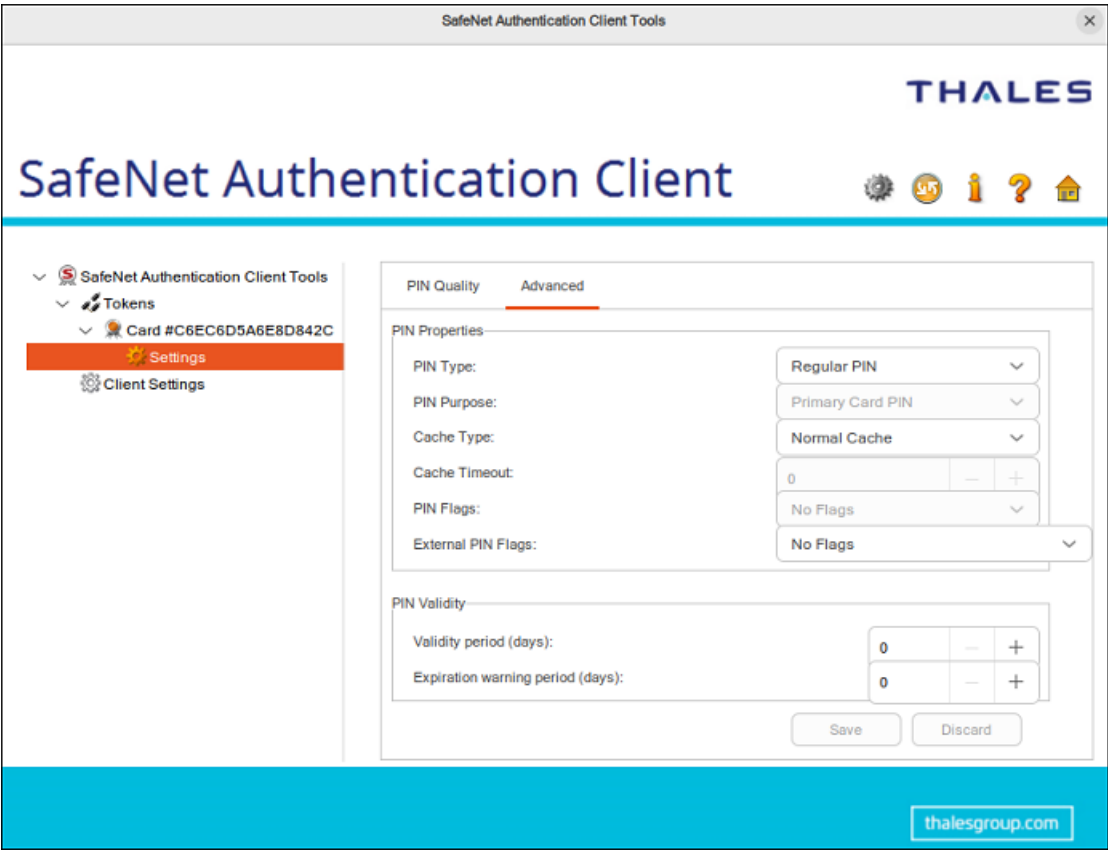 SafeNet Authentication Client Tools
THALES
SafeNet Authentication Client
SafeNet Authentication Client Tools
Tokens
Card #C6EC6D5A6E8D842C
Settings
Client Settings
PIN Quality Advanced
PIN Properties
PIN Type: Regular PIN
PIN Purpose: Primary Card PIN
Cache Type: Normal Cache
Cache Timeout: 0
PIN Flags: No Flags
External PIN Flags: No Flags
PIN Validity
Validity period (days): 0
Expiration warning period (days): 0
Save Discard
thalesgroup.com